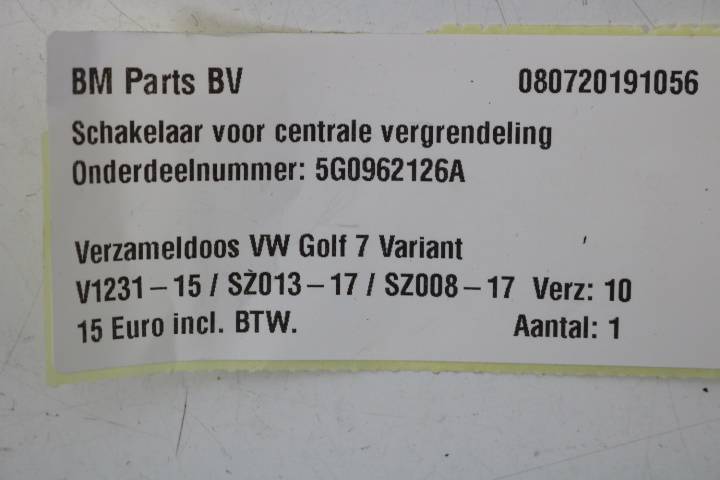 BM Parts BV 080720191056
Schakelaar voor centrale vergrendeling
Onderdeelnummer: 5G0962126A
Verzameldoos VW Golf 7 Variant
V1231-15 / SZ013-17 / SZ008-17 Verz: 10
15 Euro incl. BTW. Aantal: 1